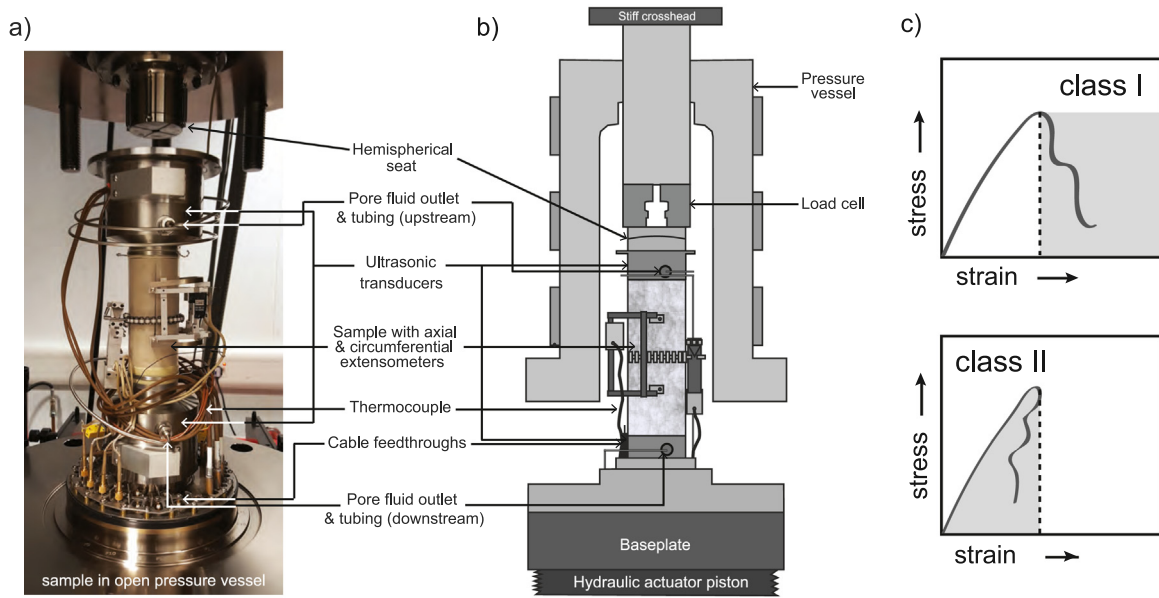 a)
b)
c)
Stiff crosshead
Pressure
vessel
Hemispherical
seat
Pore fluid outlet
& tubing (upstream)
Load cell
Ultrasonic
transducers
Sample with axial
& circumferential
extensometers
Thermocouple
Cable feedthroughs
Pore fluid outlet
& tubing (downstream)
sample in open pressure vessel
Baseplate
Hydraulic actuator piston
class I
stress
strain
class II
stress
strain